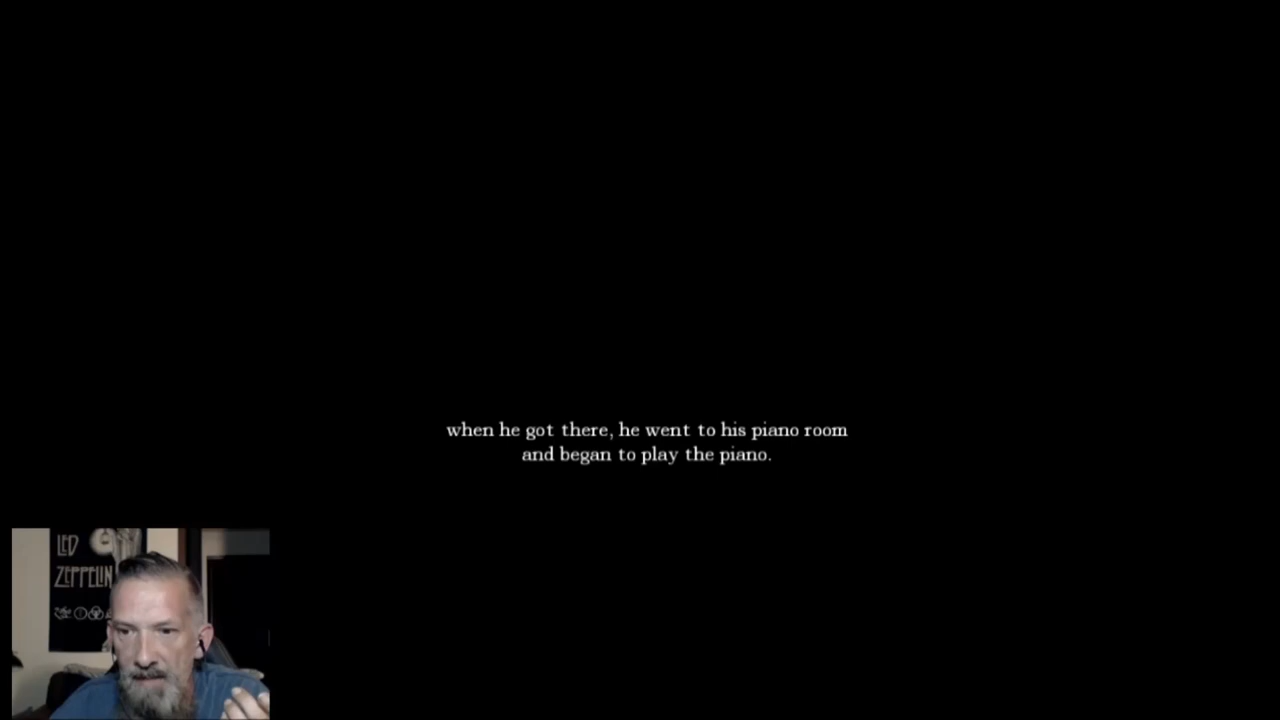 when he got there, he went to his piano room
and began to play the piano.
LED
ZEPPELIN